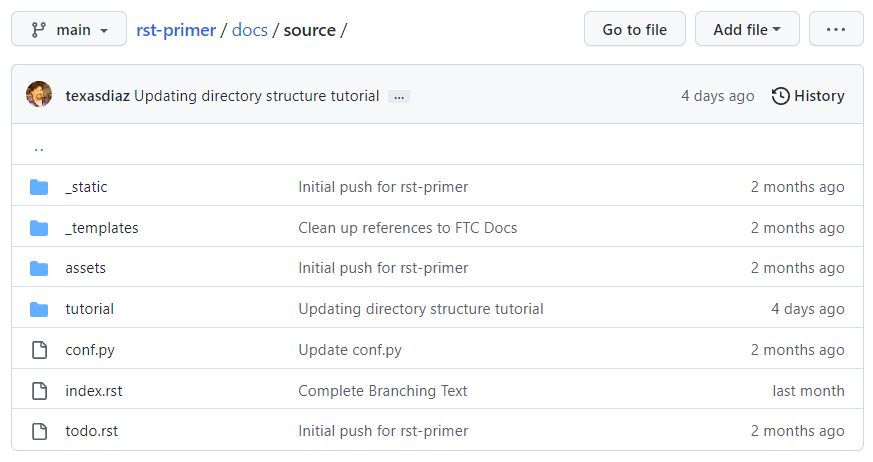 main rst-primer / docs / source / Go to file Add file ...
texasdiaz Updating directory structure tutorial ... 4 days ago History
..
_static Initial push for rst-primer 2 months ago
_templates Clean up references to FTC Docs 2 months ago
assets Initial push for rst-primer 2 months ago
tutorial Updating directory structure tutorial 4 days ago
conf.py Update conf.py 2 months ago
index.rst Complete Branching Text last month
todo.rst Initial push for rst-primer 2 months ago